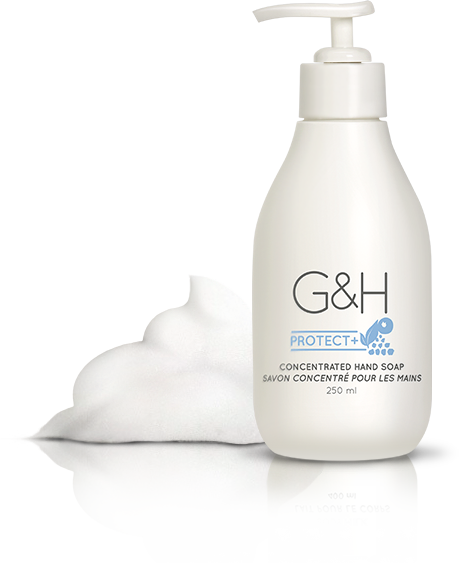 G&H
PROTECT+
CONCENTRATED HAND SOAP
SAVON CONCENTRÉ POUR LES MAINS
250 ml